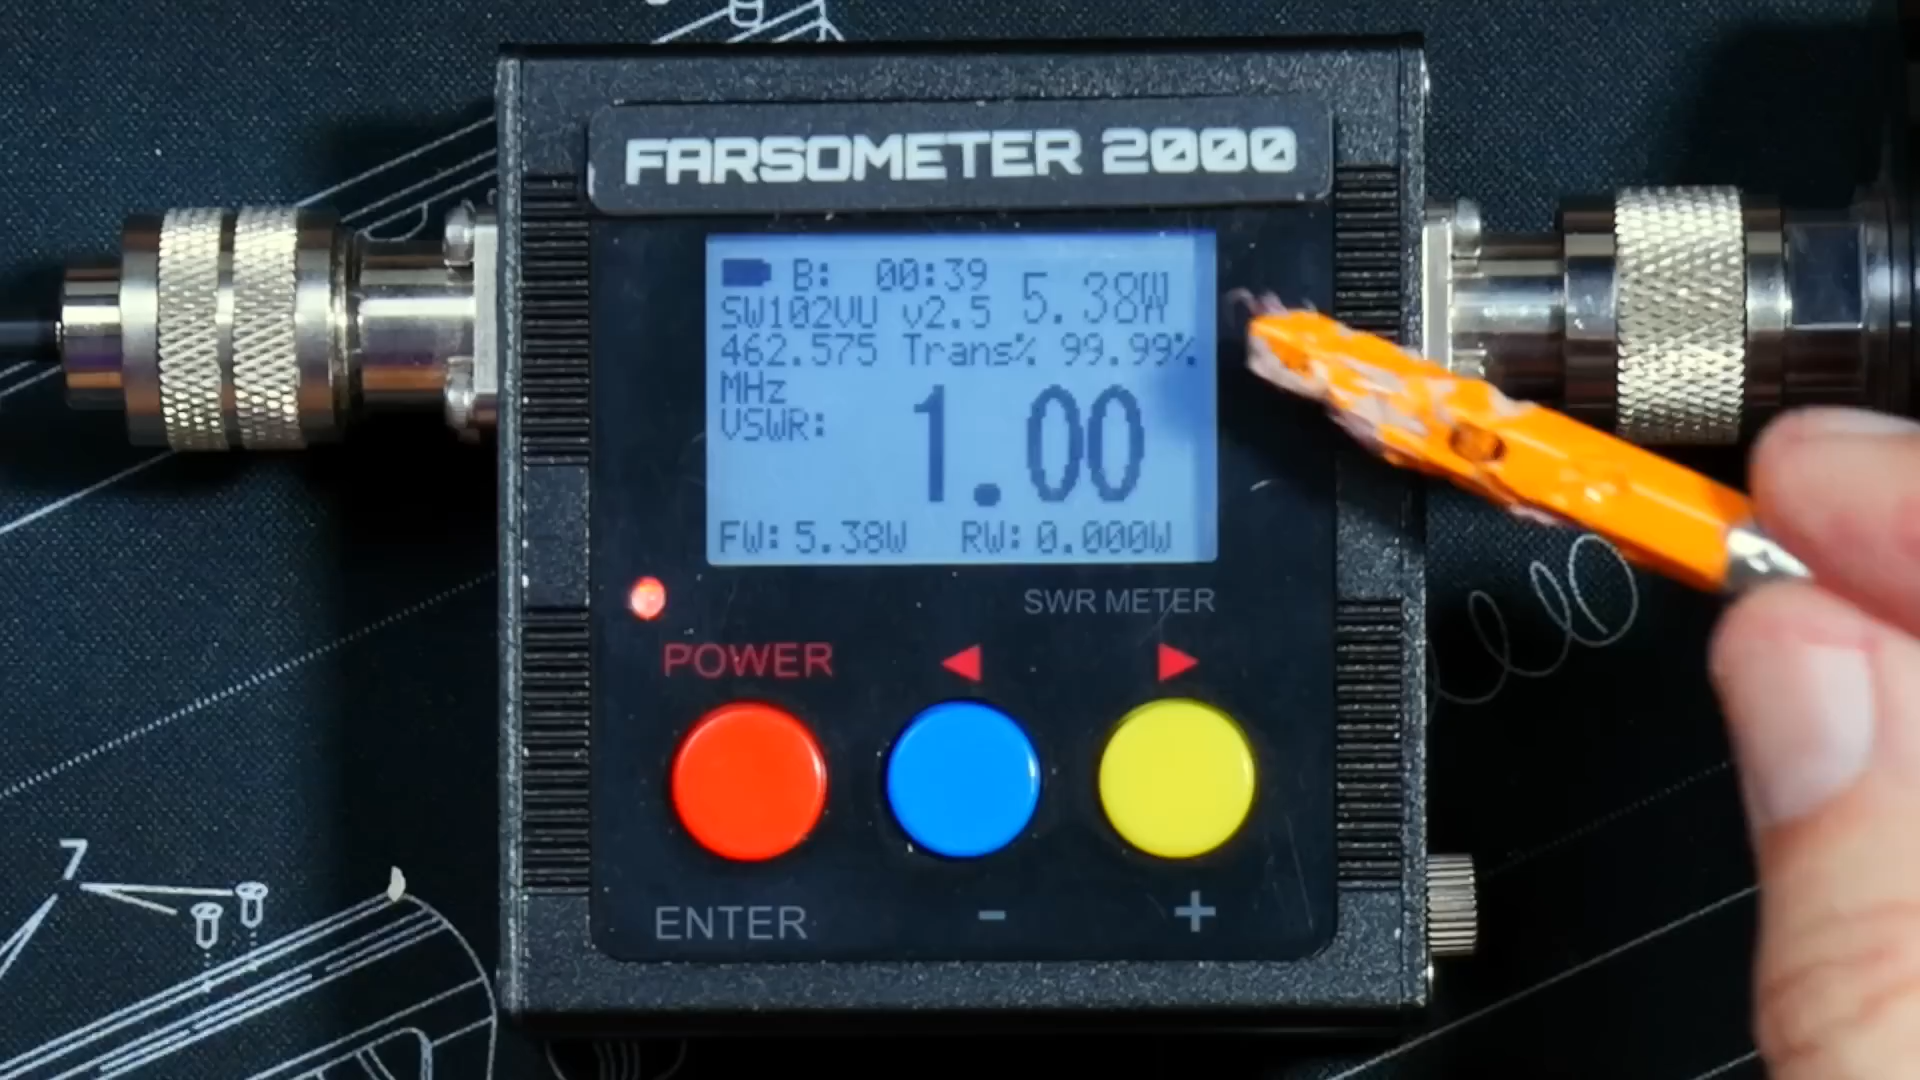 FARSOMETER 2000
B: 00:39 5.38W
SW102VU v2.5
462.575 Trans% 99.99%
MHz
VSWR: 1.00
FW: 5.38W RW: 0.000W
SWR METER
POWER ◀ ▶
ENTER - +
7